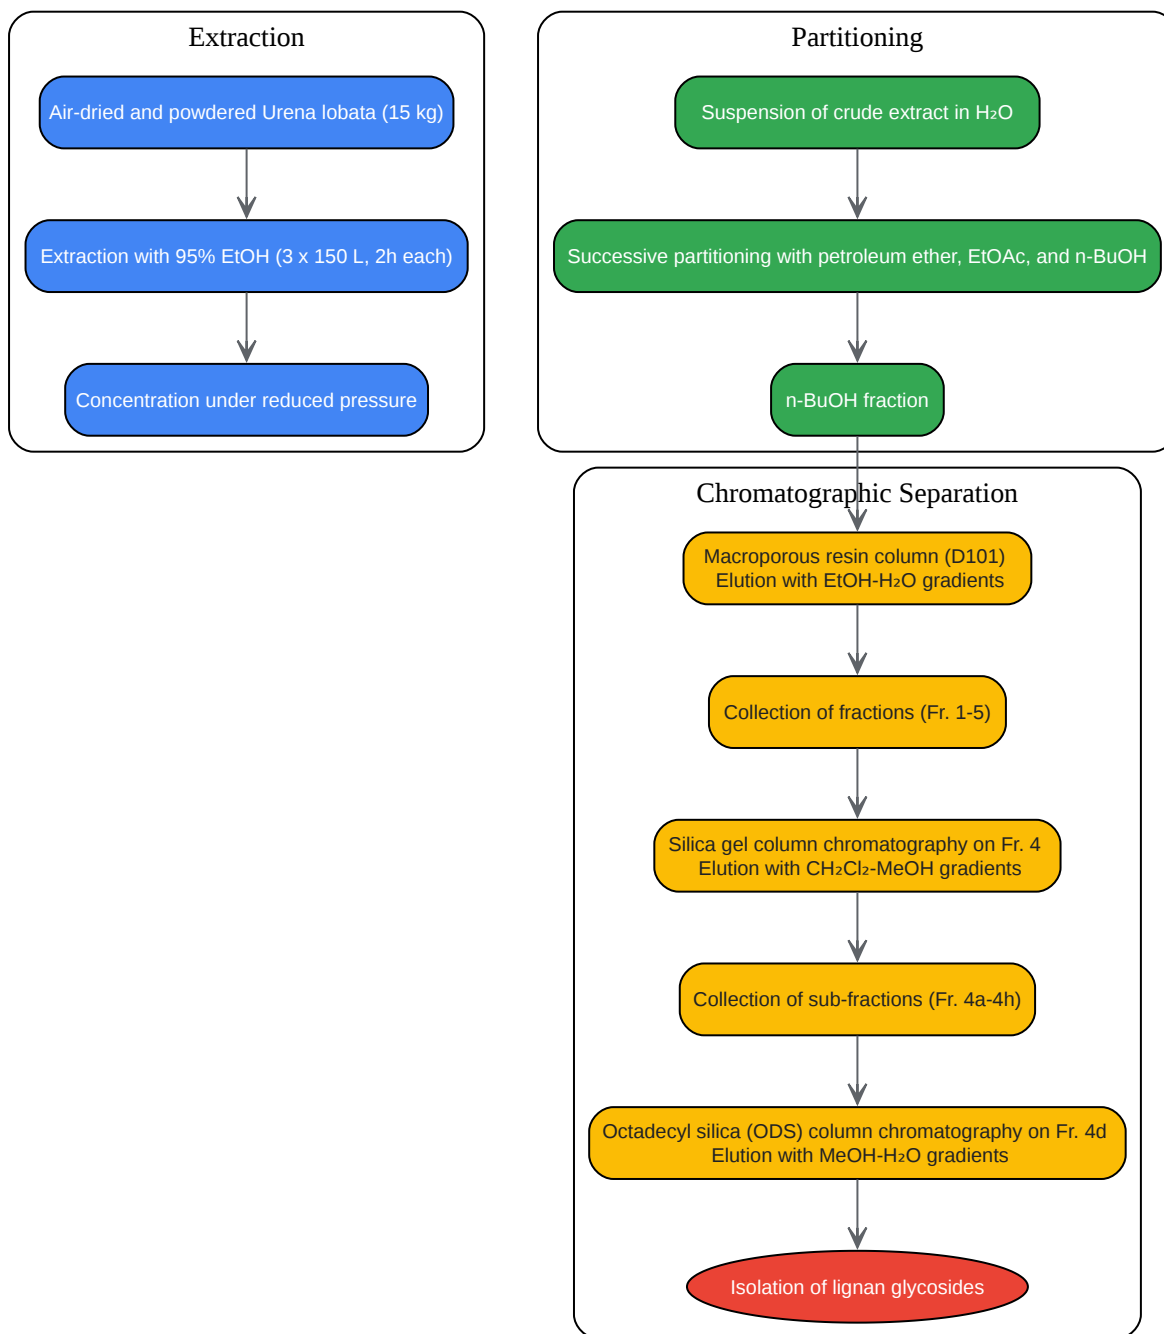 Extraction
Air-dried and powdered Urena lobata (15 kg)
Extraction with 95% EtOH (3 x 150 L, 2h each)
Concentration under reduced pressure
Partitioning
Suspension of crude extract in H₂O
Successive partitioning with petroleum ether, EtOAc, and n-BuOH
n-BuOH fraction
Chromatographic Separation
Macroporous resin column (D101)
Elution with EtOH-H₂O gradients
Collection of fractions (Fr. 1-5)
Silica gel column chromatography on Fr. 4
Elution with CH₂Cl₂-MeOH gradients
Collection of sub-fractions (Fr. 4a-4h)
Octadecyl silica (ODS) column chromatography on Fr. 4d
Elution with MeOH-H₂O gradients
Isolation of lignan glycosides